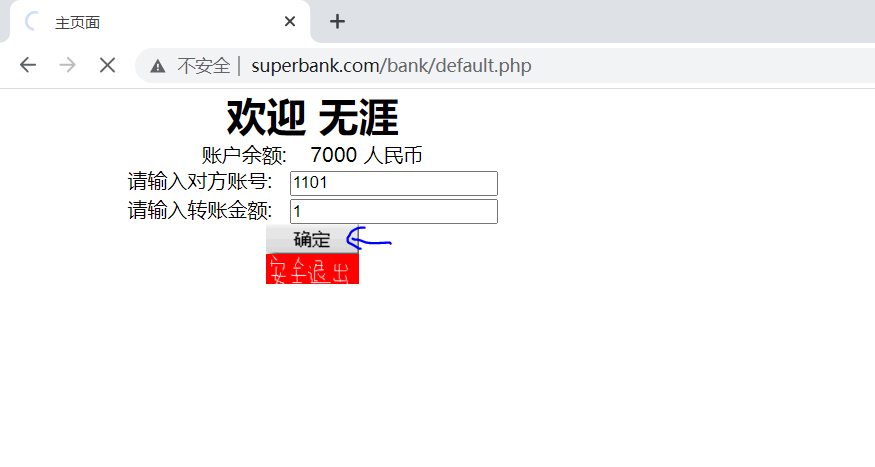 主页面
不安全 | superbank.com/bank/default.php
欢迎 无涯
账户余额: 7000 人民币
请输入对方账号: 1101
请输入转账金额: 1
确定
安全退出